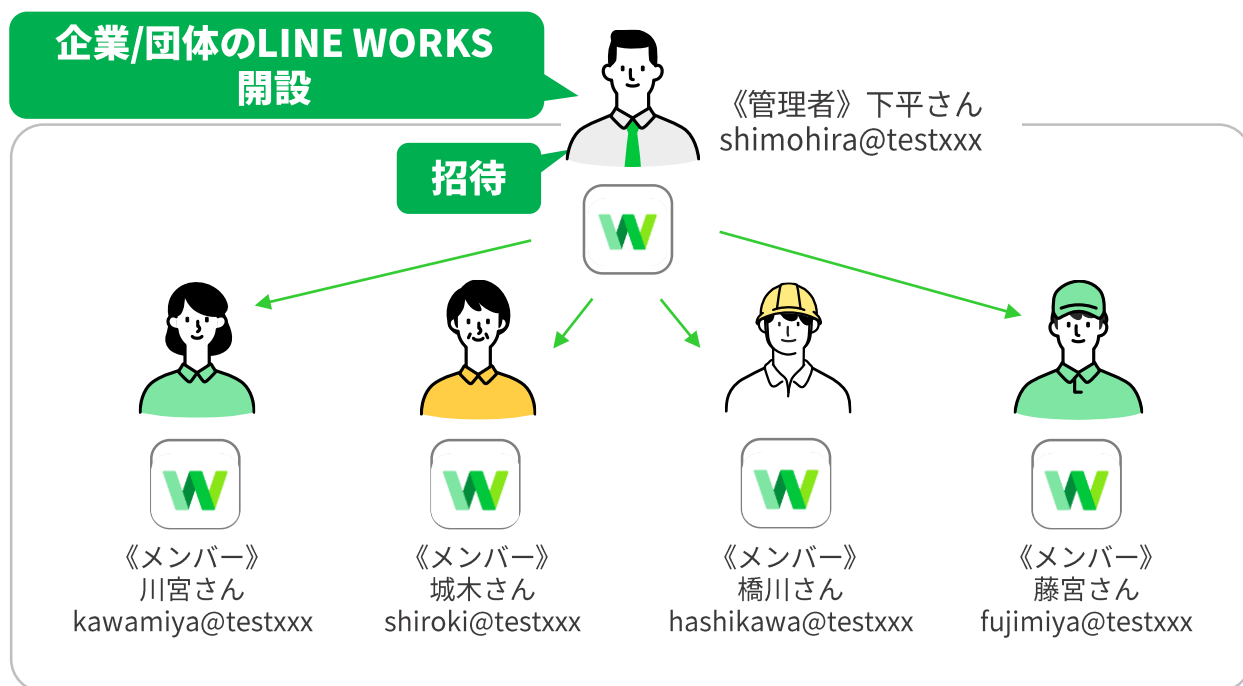 企業/団体のLINE WORKS
開設
《管理者》下平さん
shimohira@testxxx
招待
《メンバー》
川宮さん
kawamiya@testxxx
《メンバー》
城木さん
shiroki@testxxx
《メンバー》
橋川さん
hashikawa@testxxx
《メンバー》
藤宮さん
fujimiya@testxxx